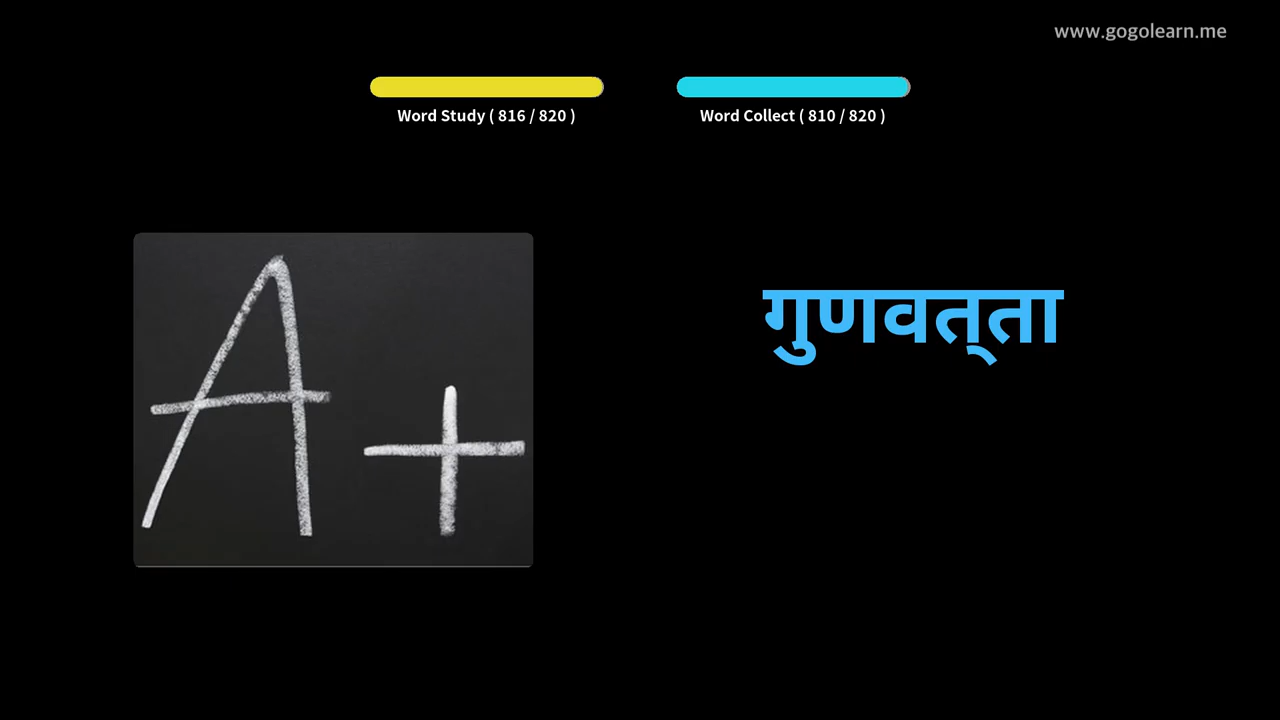 www.gogolearn.me
Word Study ( 816 / 820 )
Word Collect ( 810 / 820 )
A+
गुणवत्‌ता